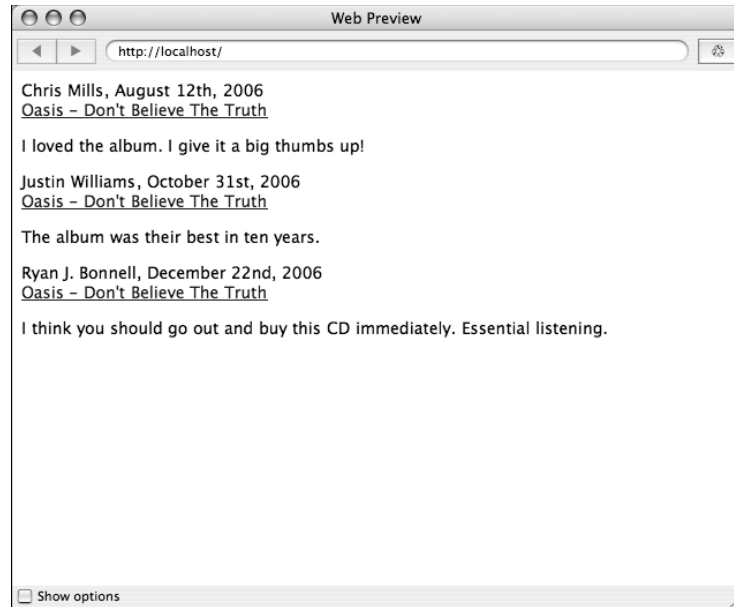 Web Preview
http://localhost/
Chris Mills, August 12th, 2006
Oasis – Don't Believe The Truth
I loved the album. I give it a big thumbs up!
Justin Williams, October 31st, 2006
Oasis – Don't Believe The Truth
The album was their best in ten years.
Ryan J. Bonnell, December 22nd, 2006
Oasis – Don't Believe The Truth
I think you should go out and buy this CD immediately. Essential listening.
Show options